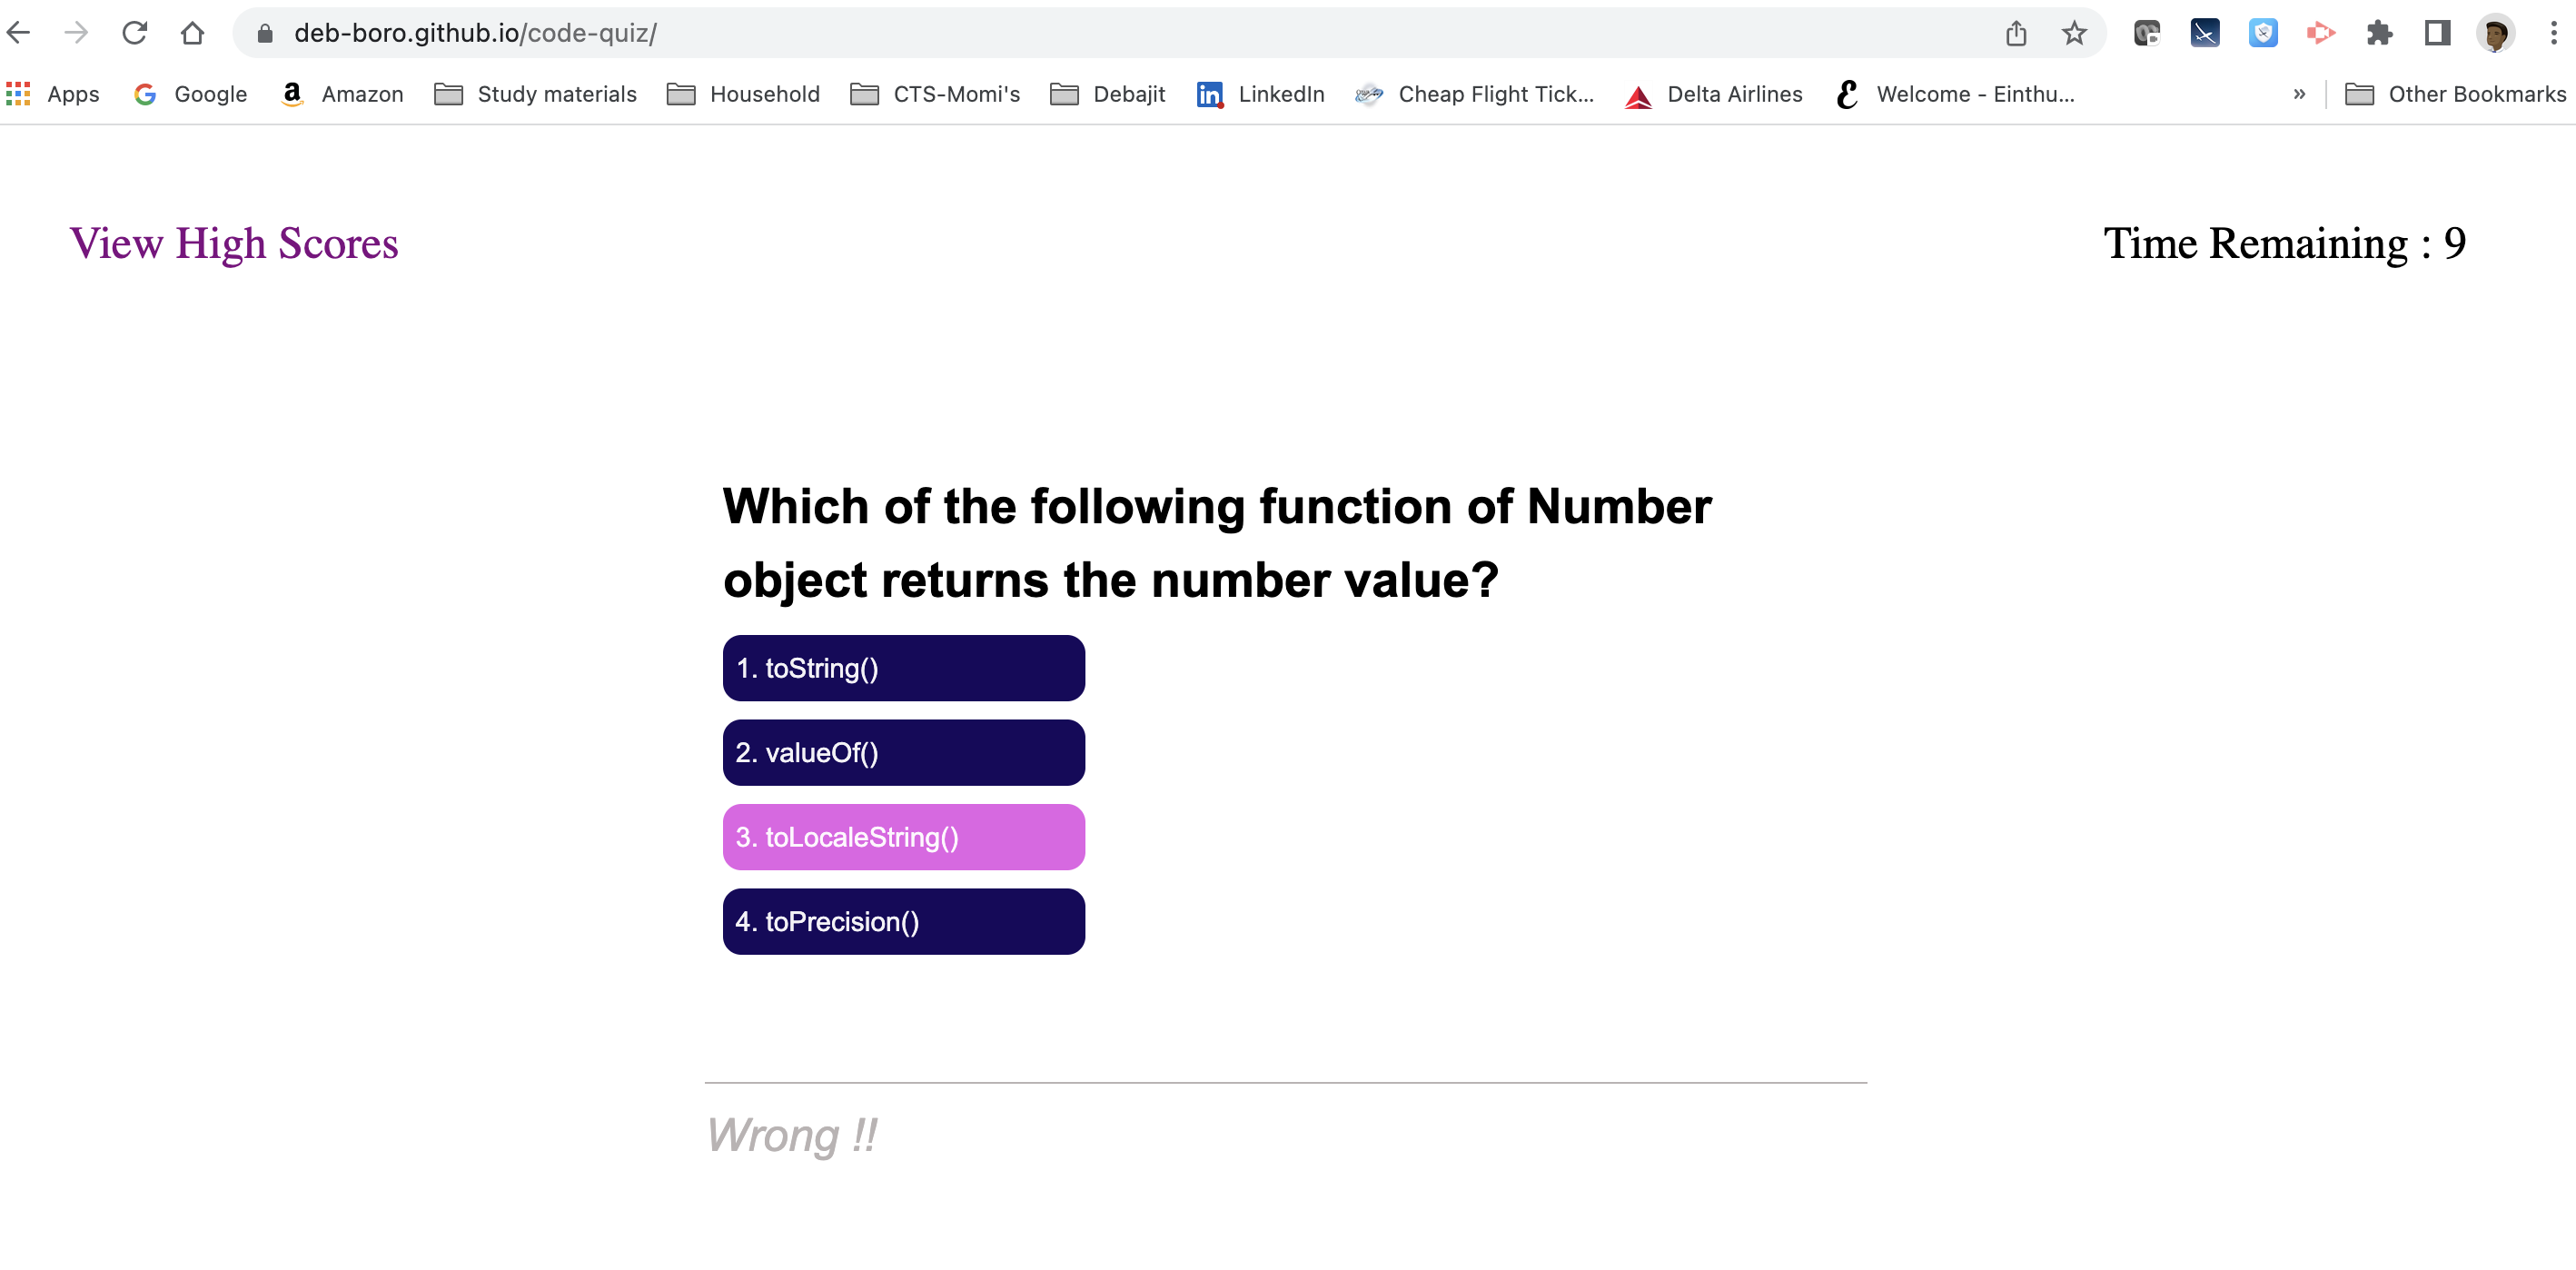 deb-boro.github.io/code-quiz/
Apps Google Amazon Study materials Household CTS-Momi's Debajit LinkedIn Cheap Flight Tick... Delta Airlines Welcome - Einthu... » Other Bookmarks
View High Scores
Time Remaining : 9
Which of the following function of Number
object returns the number value?
1. toString()
2. valueOf()
3. toLocaleString()
4. toPrecision()
Wrong !!